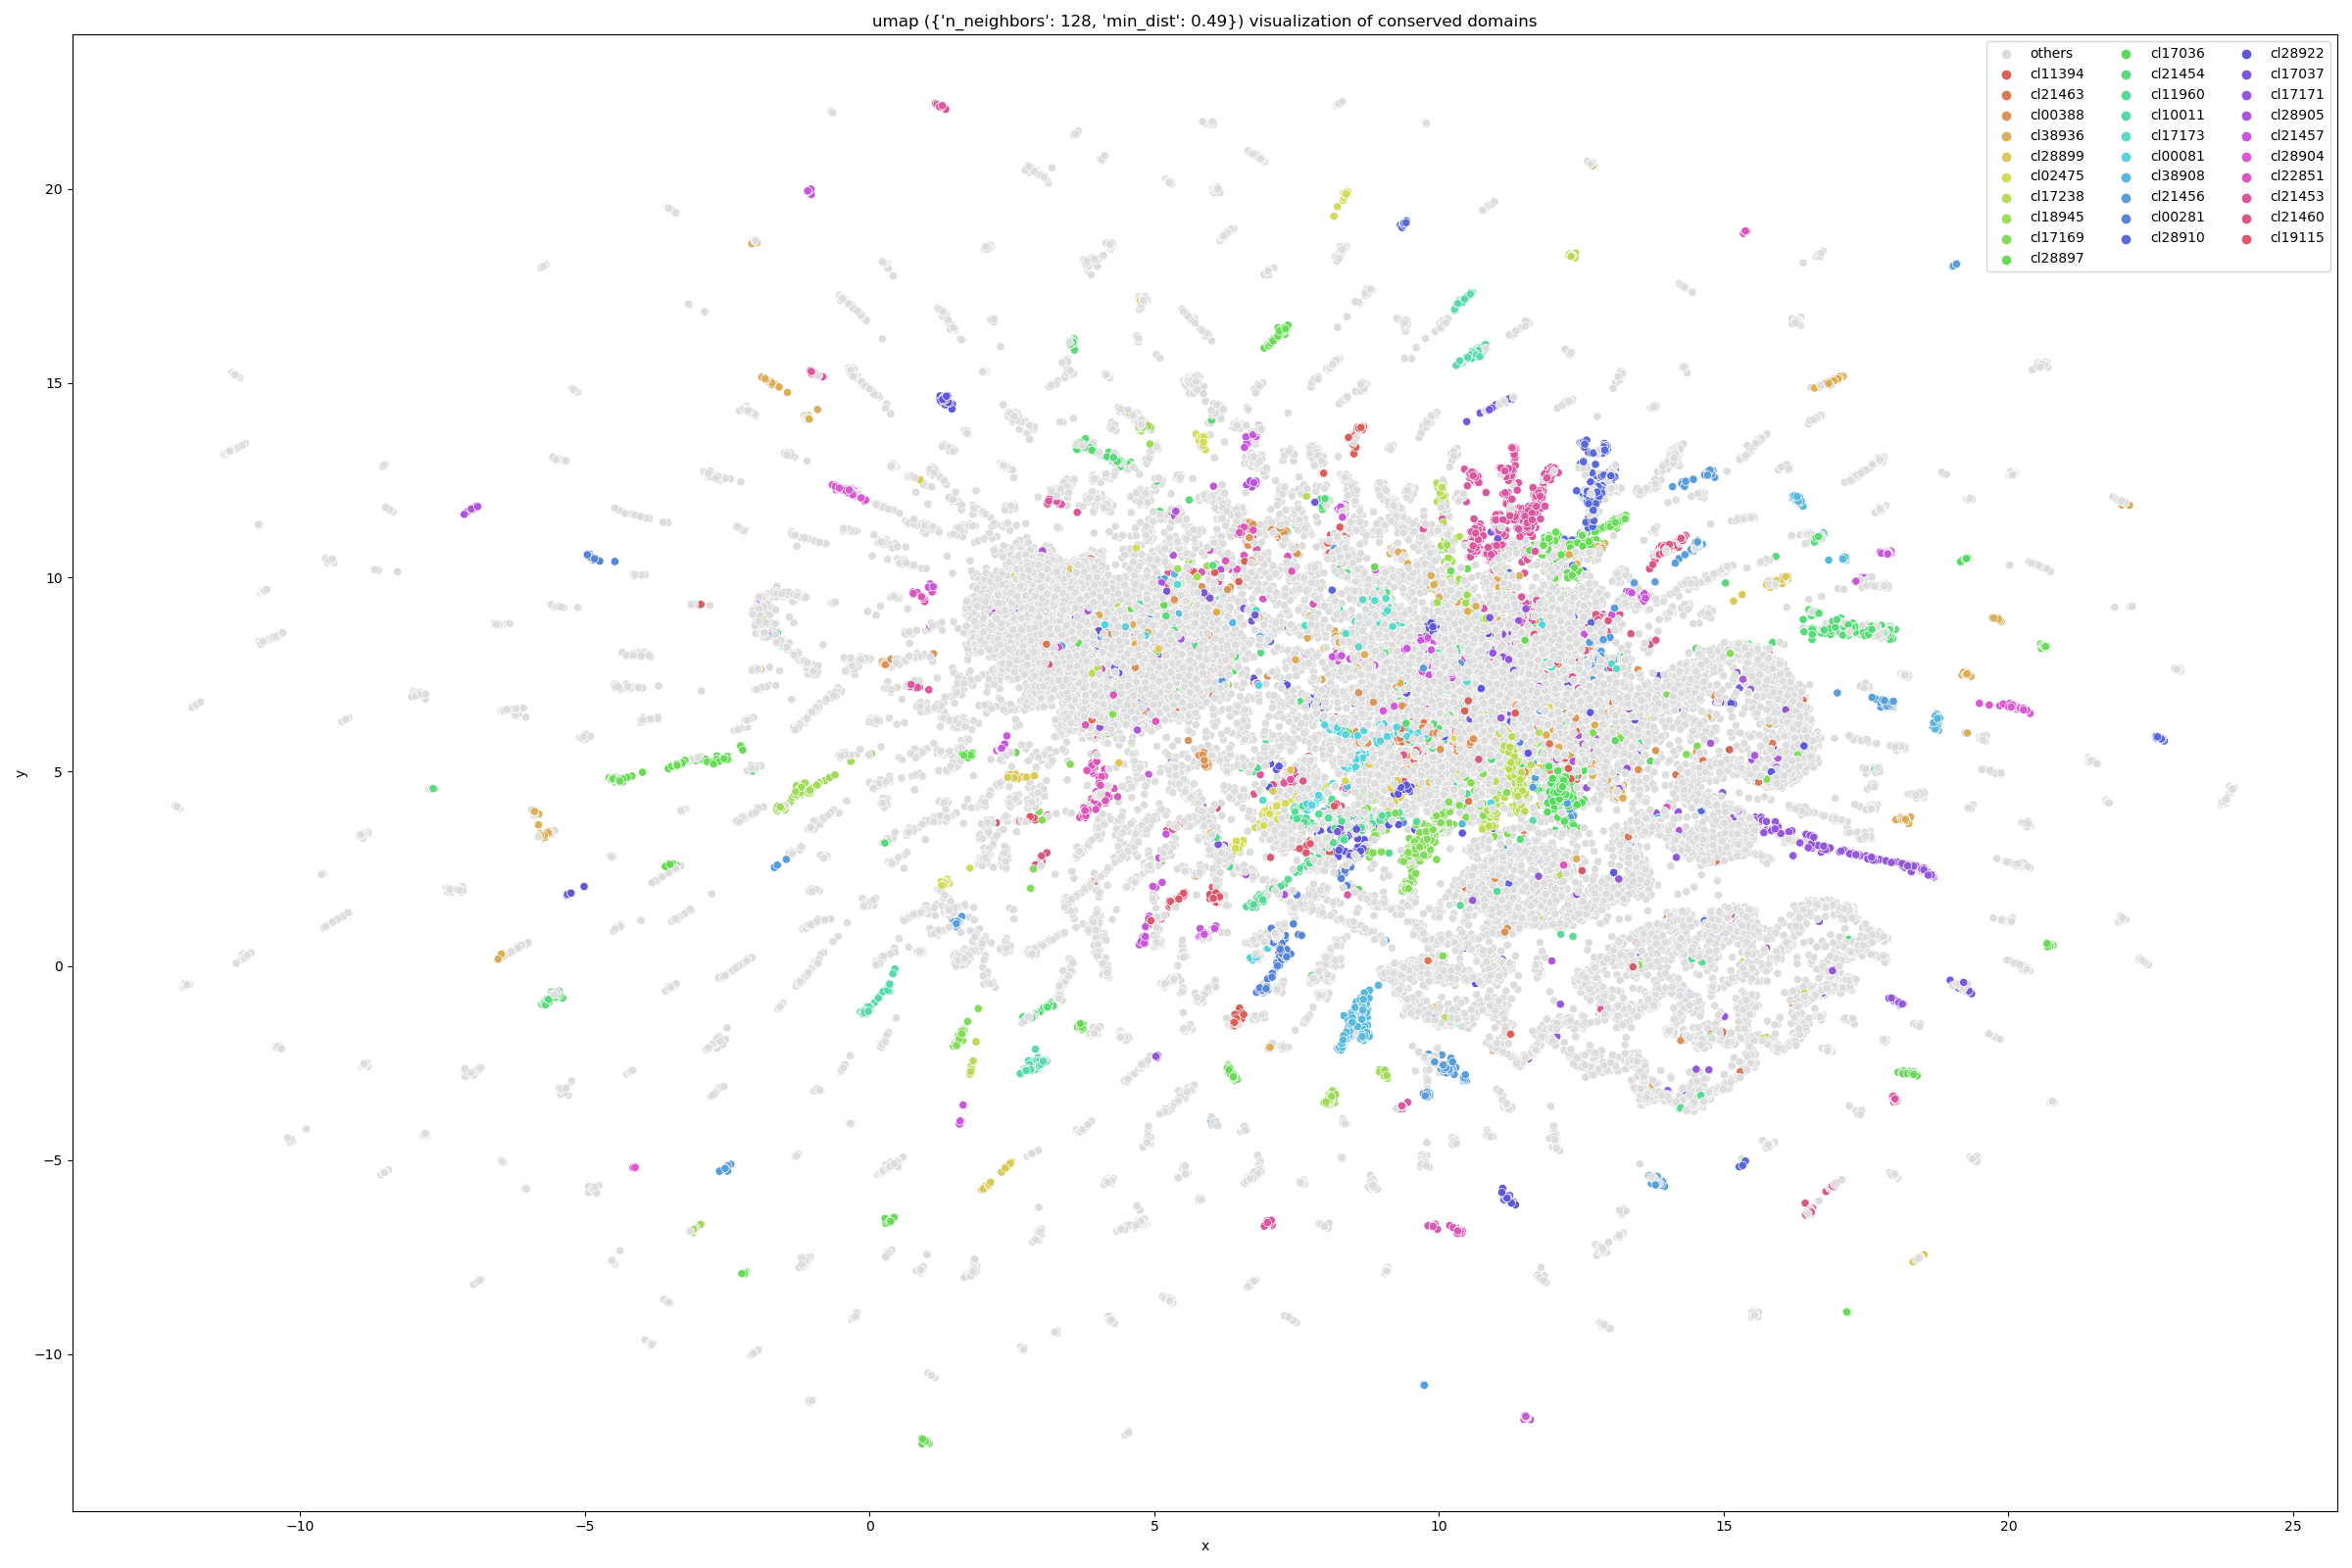 umap ({'n_neighbors': 128, 'min_dist': 0.49}) visualization of conserved domains
others
cl11394
cl21463
cl00388
cl38936
cl28899
cl02475
cl17238
cl18945
cl17169
cl28897
cl17036
cl21454
cl11960
cl10011
cl17173
cl00081
cl38908
cl21456
cl00281
cl28910
cl28922
cl17037
cl17171
cl28905
cl21457
cl28904
cl22851
cl21453
cl21460
cl19115
y
20
15
10
5
0
−5
−10
−10
−5
0
5
10
15
20
25
x